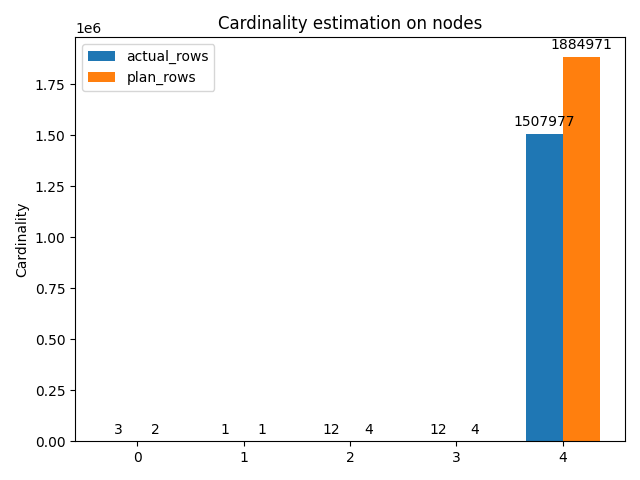 Cardinality estimation on nodes
1e6
actual_rows
plan_rows
1884971
1507977
1.75
1.50
1.25
1.00
0.75
0.50
0.25
0.00
Cardinality
3 2 1 1 12 4 12 4
0 1 2 3 4